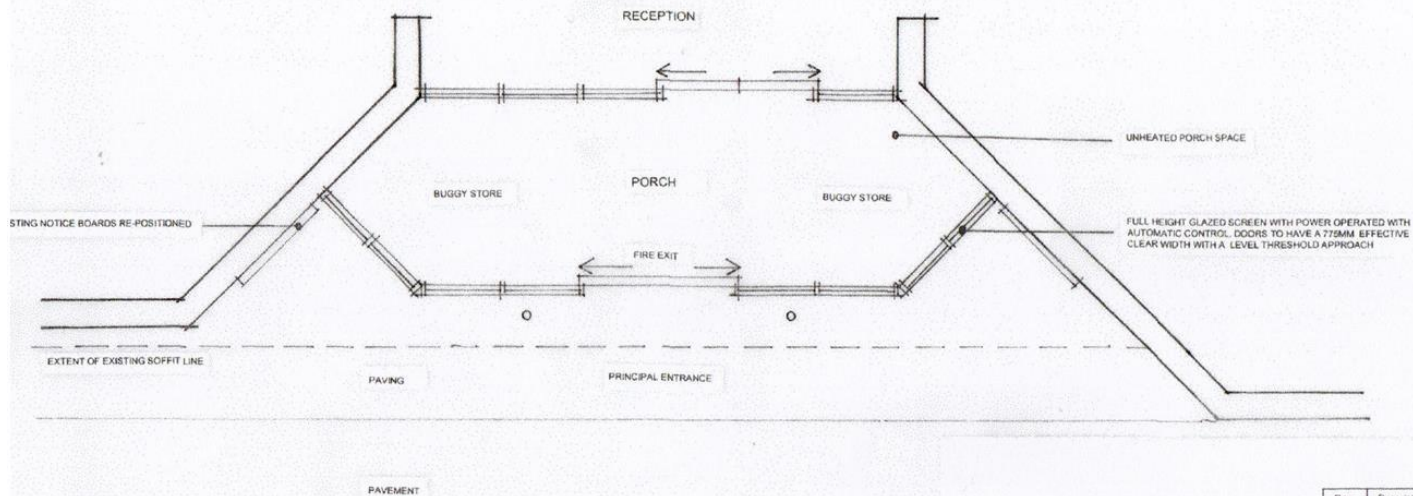 RECEPTION
UNHEATED PORCH SPACE
PORCH
BUGGY STORE
BUGGY STORE
STING NOTICE BOARDS RE-POSITIONED
FULL HEIGHT GLAZED SCREEN WITH POWER OPERATED WITH
AUTOMATIC CONTROL. DOORS TO HAVE A 775MM EFFECTIVE
CLEAR WIDTH WITH A LEVEL THRESHOLD APPROACH
FIRE EXIT
EXTENT OF EXISTING SOFFIT LINE
PAVING
PRINCIPAL ENTRANCE
PAVEMENT